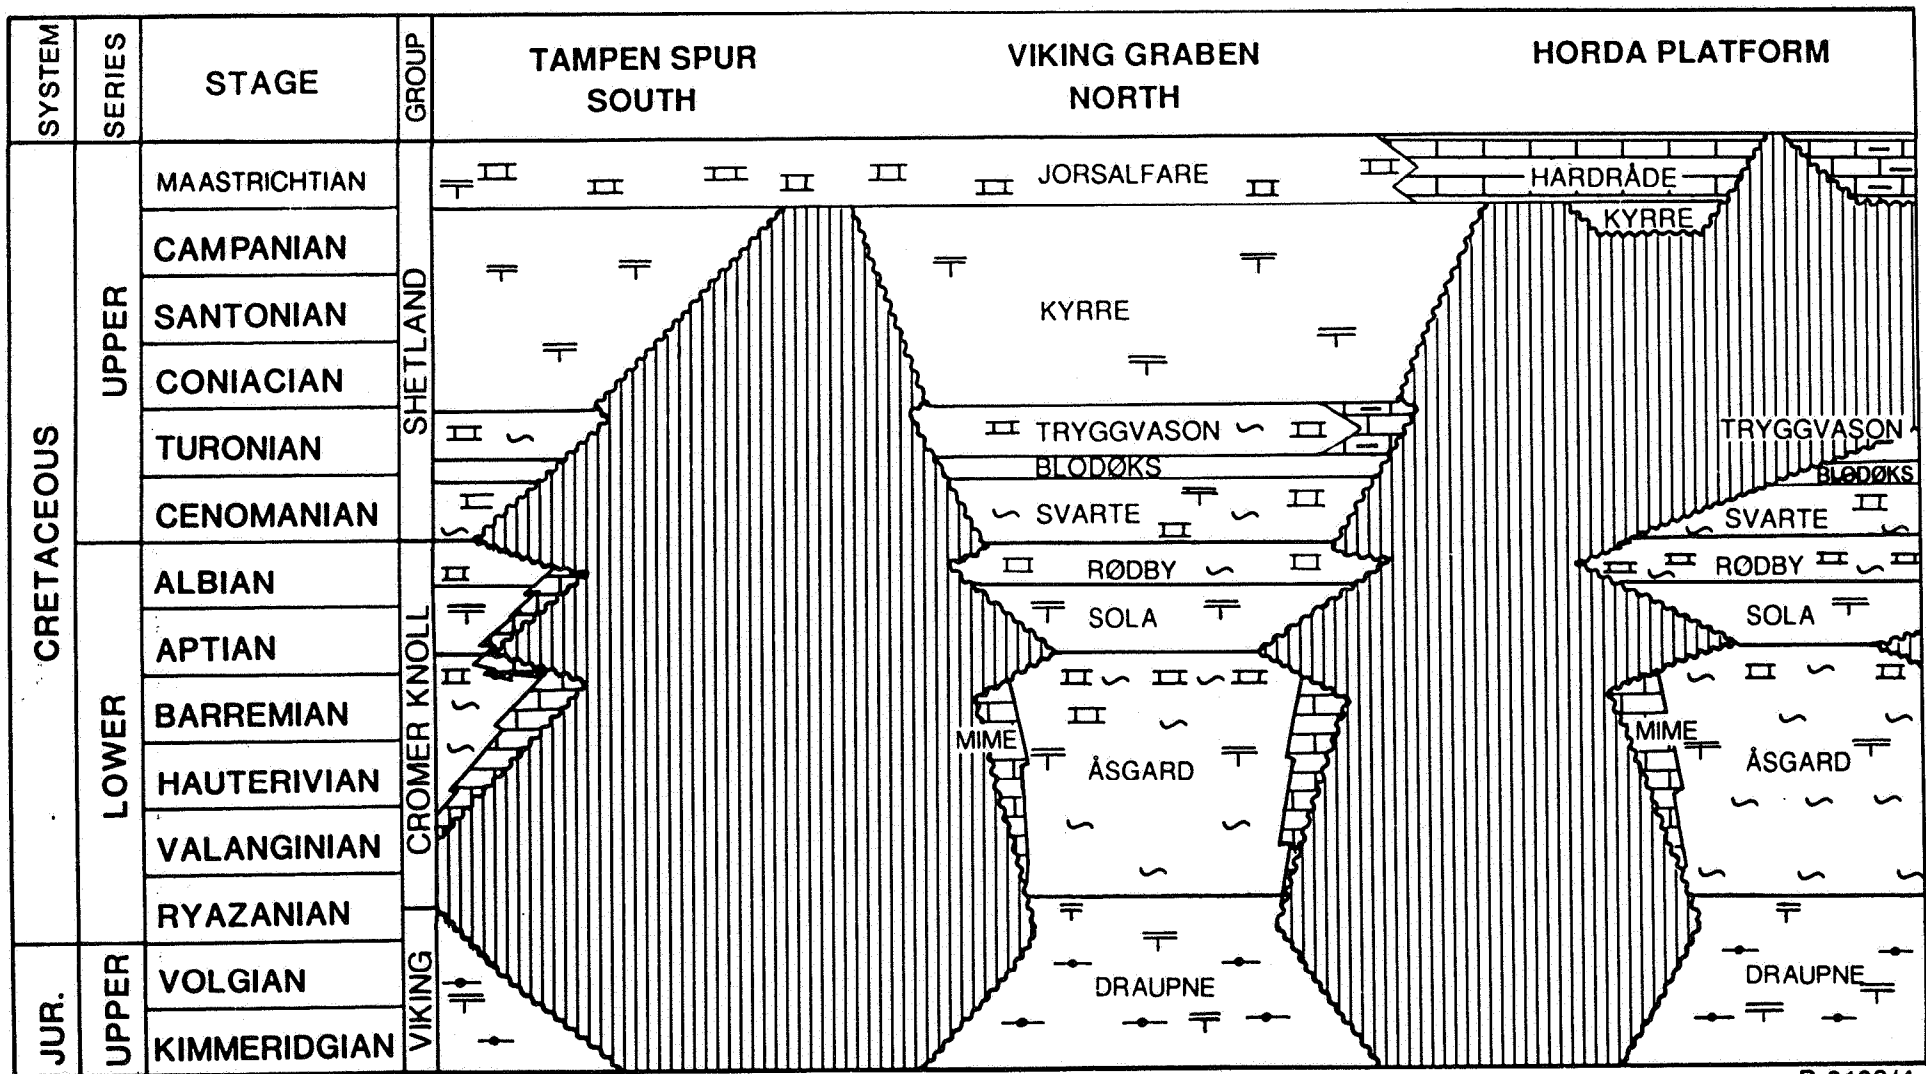 SYSTEM
SERIES
STAGE
GROUP
TAMPEN SPUR
SOUTH
VIKING GRABEN
NORTH
HORDA PLATFORM
CRETACEOUS
JUR.
UPPER
LOWER
UPPER
MAASTRICHTIAN
CAMPANIAN
SANTONIAN
CONIACIAN
TURONIAN
CENOMANIAN
ALBIAN
APTIAN
BARREMIAN
HAUTERIVIAN
VALANGINIAN
RYAZANIAN
VOLGIAN
KIMMERIDGIAN
SHETLAND
CROMER KNOLL
VIKING
JORSALFARE
KYRRE
TRYGGVASON
BLODØKS
SVARTE
RØDBY
SOLA
MIME
ÅSGARD
DRAUPNE
HARDRÅDE
KYRRE
TRYGGVASON
BLØDØKS
SVARTE
RØDBY
SOLA
MIME
ÅSGARD
DRAUPNE